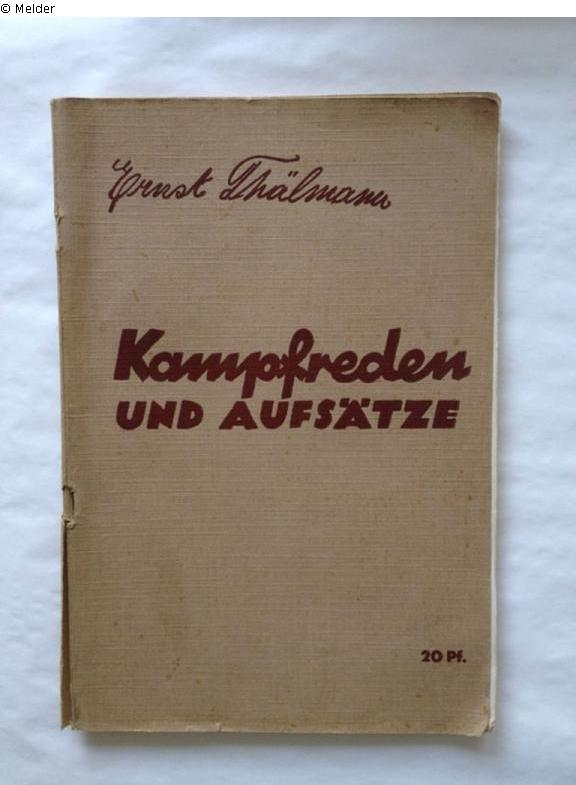 © Melder
Ernst Thälmann
Kampfreden
UND AUFSÄTZE
20 Pf.